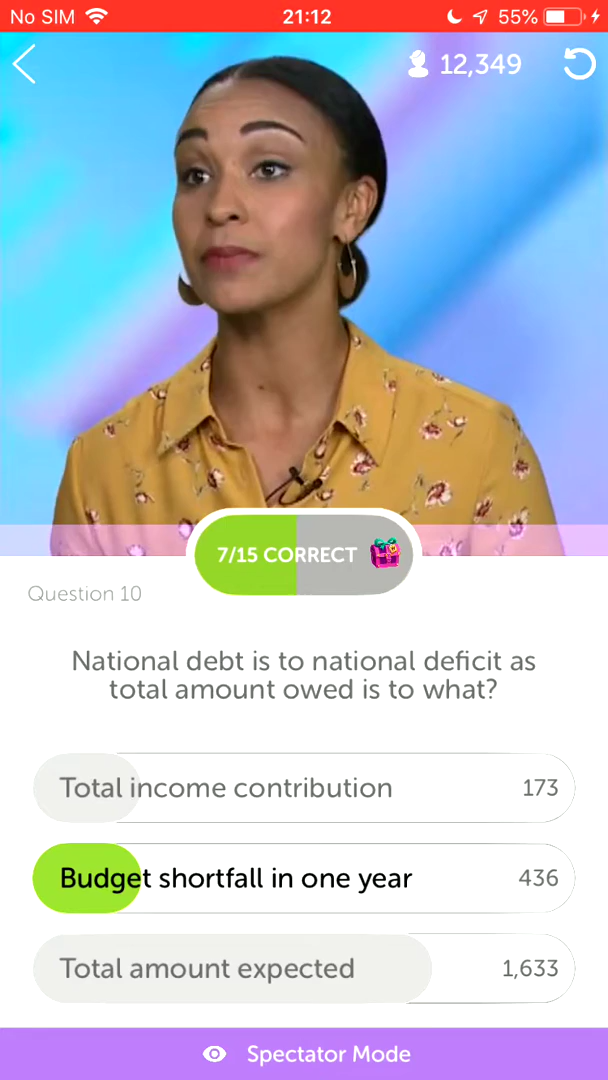 No SIM 21:12 55%
12,349
7/15 CORRECT
Question 10
National debt is to national deficit as
total amount owed is to what?
Total income contribution 173
Budget shortfall in one year 436
Total amount expected 1,633
Spectator Mode